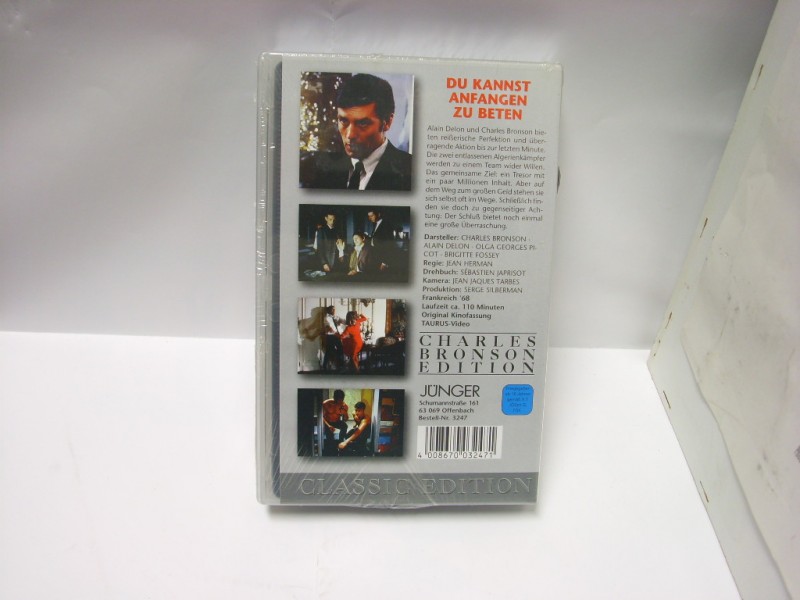 DU KANNST
ANFANGEN
ZU BETEN
Alain Delon und Charles Bronson bie-
ten reißerische Perfektion und über-
ragende Aktion bis zur letzten Minute.
Die zwei entlassenen Algerienkämpfer
werden zu einem Team wider Willen.
Das gemeinsame Ziel: ein Tresor mit
ein paar Millionen Inhalt. Aber auf
dem Weg zum großen Geld stehen sie
sich selbst oft im Wege. Schließlich fin-
den sie doch zu gegenseitiger Ach-
tung. Der Schluß bietet noch einmal
eine große Überraschung.
Darsteller: CHARLES BRONSON -
ALAIN DELON - OLGA GEORGES PI-
COT - BRIGITTE FOSSEY
Regie: JEAN HERMAN
Drehbuch: SÉBASTIEN JAPRISOT
Kamera: JEAN JAQUES TARBES
Produktion: SERGE SILBERMAN
Frankreich '68
Laufzeit ca. 110 Minuten
Original Kinofassung
TAURUS-Video
CHARLES
BRONSON
EDITION
JÜNGER
Schumannstraße 161
63 069 Offenbach
Bestell-Nr. 3247
4 008670 032471
CLASSIC EDITION